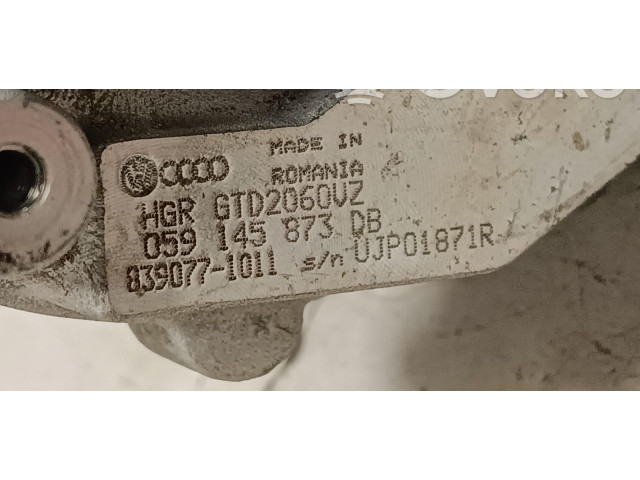 MADE IN
ROMANIA
HGR GTD2060VZ
059 145 873 DB
839077-1011 s/n UJP01871R